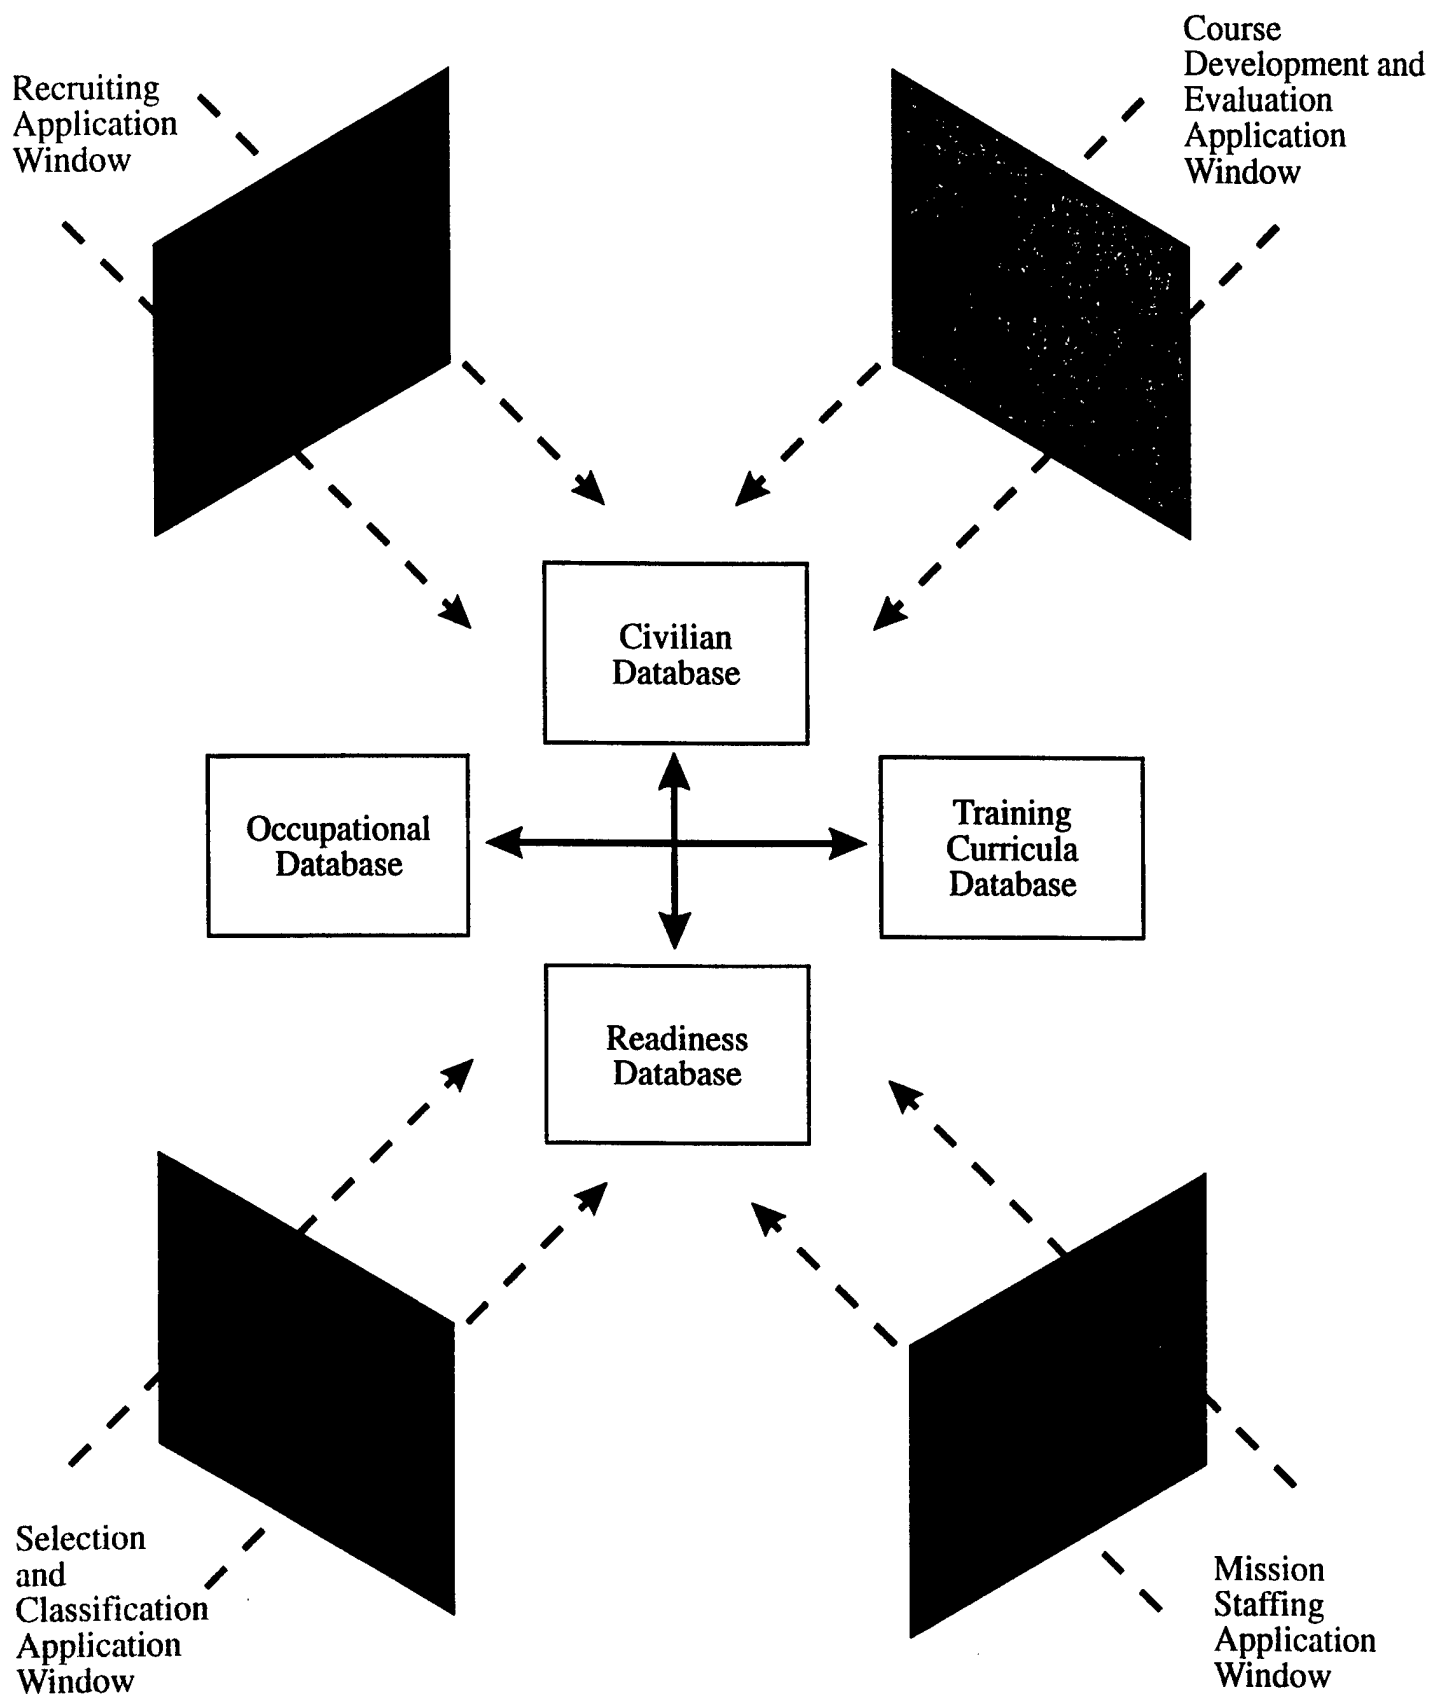 Recruiting
Application
Window
Course
Development and
Evaluation
Application
Window
Civilian
Database
Occupational
Database
Training
Curricula
Database
Readiness
Database
Selection
and
Classification
Application
Window
Mission
Staffing
Application
Window